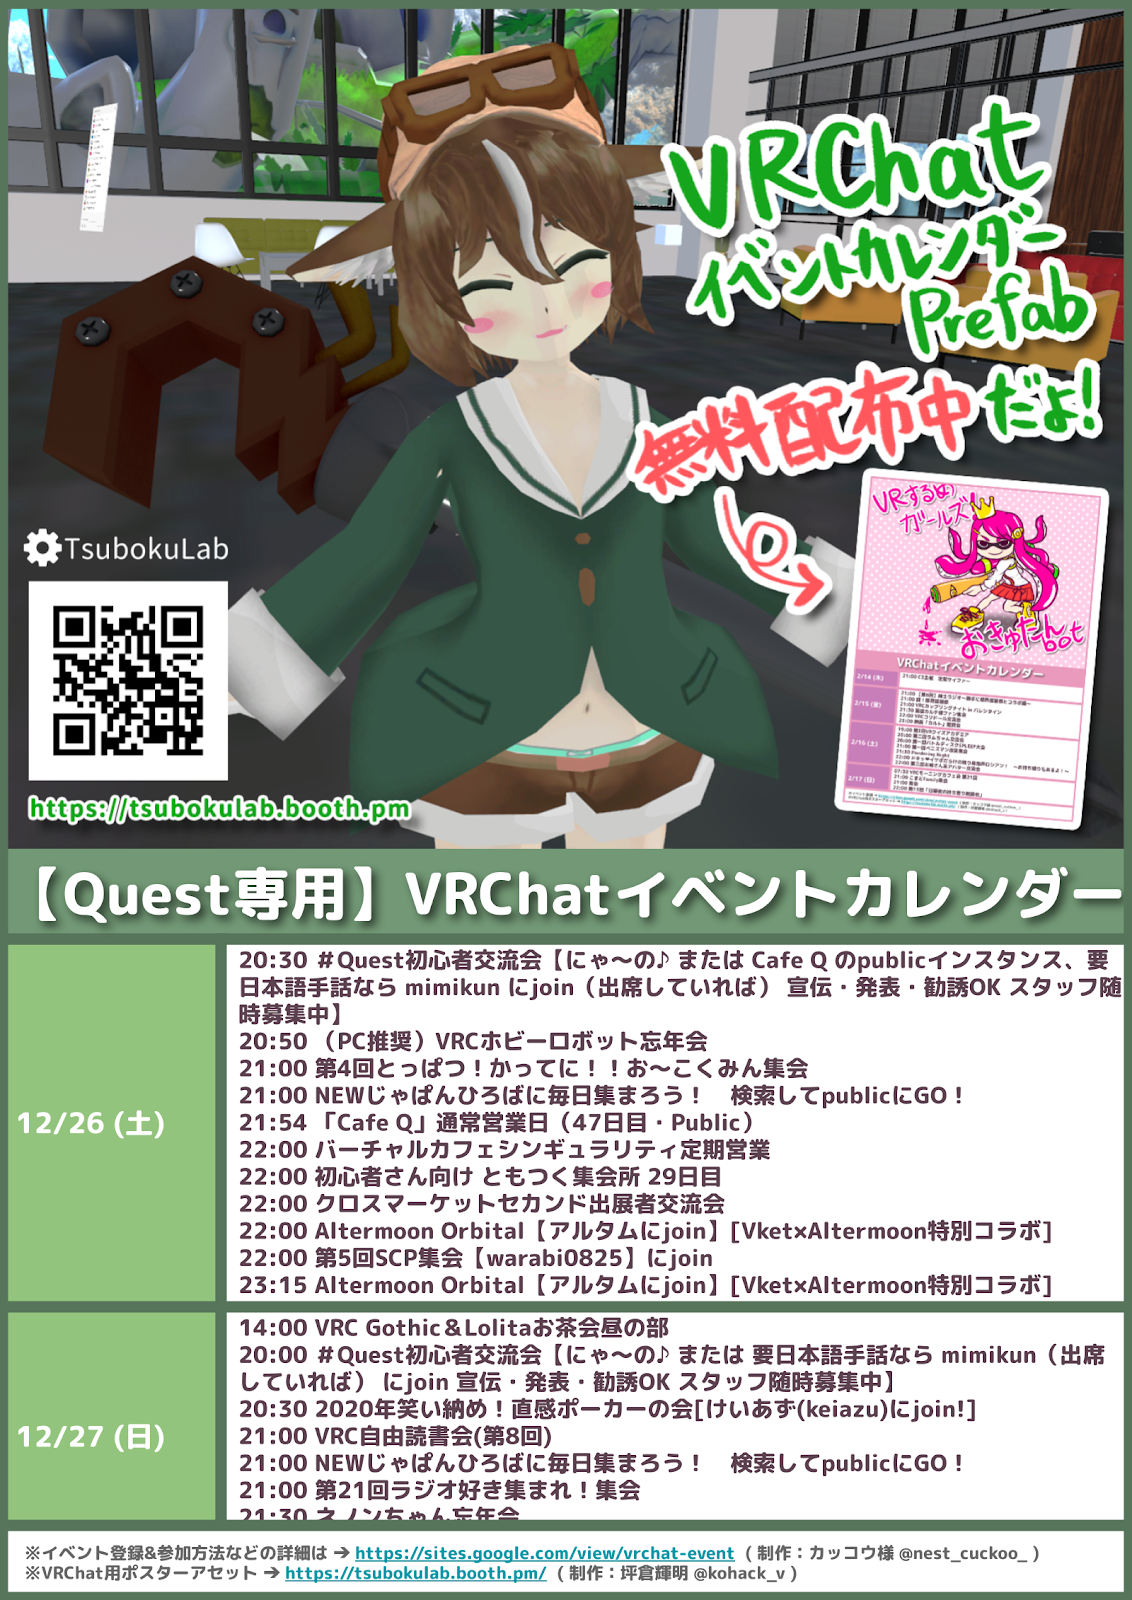 VRChat
イベントカレンダー
Prefab
無料配布中だよ!
TsubokuLab
https://tsubokulab.booth.pm
VRするめ
ガールズ
おきゅたんbot
VRChatイベントカレンダー
2/14 (木)
2/15 (金)
2/16 (土)
2/17 (日)
【Quest専用】VRChatイベントカレンダー
12/26 (土)
20:30 #Quest初心者交流会【にゃ～の♪ または Cafe Q のpublicインスタンス、要
日本語手話なら mimikun にjoin（出席していれば） 宣伝・発表・勧誘OK スタッフ随
時募集中】
20:50 （PC推奨）VRCホビーロボット忘年会
21:00 第4回とっぱつ！かってに！！お～こくみん集会
21:00 NEWじゃぱんひろばに毎日集まろう！　検索してpublicにGO！
21:54 「Cafe Q」通常営業日（47日目・Public）
22:00 バーチャルカフェシンギュラリティ定期営業
22:00 初心者さん向け ともつく集会所 29日目
22:00 クロスマーケットセカンド出展者交流会
22:00 Altermoon Orbital【アルタムにjoin】[Vket×Altermoon特別コラボ]
22:00 第5回SCP集会【warabi0825】にjoin
23:15 Altermoon Orbital【アルタムにjoin】[Vket×Altermoon特別コラボ]
12/27 (日)
14:00 VRC Gothic＆Lolitaお茶会昼の部
20:00 #Quest初心者交流会【にゃ～の♪ または 要日本語手話なら mimikun（出席
していれば） にjoin 宣伝・発表・勧誘OK スタッフ随時募集中】
20:30 2020年笑い納め！直感ポーカーの会[けいあず(keiazu)にjoin!]
21:00 VRC自由読書会(第8回)
21:00 NEWじゃぱんひろばに毎日集まろう！　検索してpublicにGO！
21:00 第21回ラジオ好き集まれ！集会
21:30 ネノンちゃん忘年会
※イベント登録&参加方法などの詳細は → https://sites.google.com/view/vrchat-event （制作：カッコウ様 @nest_cuckoo_ ）
※VRChat用ポスターアセット → https://tsubokulab.booth.pm/ （制作：坪倉輝明 @kohack_v ）